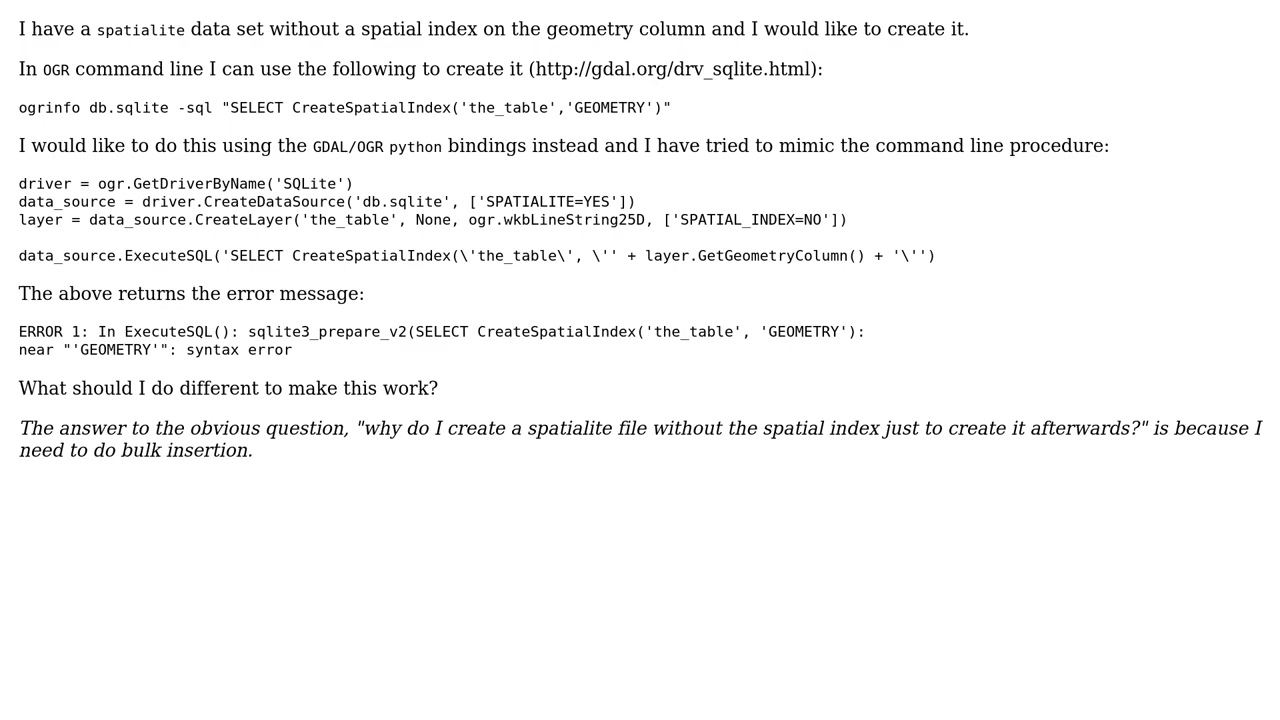 I have a spatialite data set without a spatial index on the geometry column and I would like to create it.
In OGR command line I can use the following to create it (http://gdal.org/drv_sqlite.html):
ogrinfo db.sqlite -sql "SELECT CreateSpatialIndex('the_table','GEOMETRY')"
I would like to do this using the GDAL/OGR python bindings instead and I have tried to mimic the command line procedure:
driver = ogr.GetDriverByName('SQLite')
data_source = driver.CreateDataSource('db.sqlite', ['SPATIALITE=YES'])
layer = data_source.CreateLayer('the_table', None, ogr.wkbLineString25D, ['SPATIAL_INDEX=NO'])
data_source.ExecuteSQL('SELECT CreateSpatialIndex(\'the_table\', \'' + layer.GetGeometryColumn() + '\'')
The above returns the error message:
ERROR 1: In ExecuteSQL(): sqlite3_prepare_v2(SELECT CreateSpatialIndex('the_table', 'GEOMETRY'):
near "'GEOMETRY'": syntax error
What should I do different to make this work?
The answer to the obvious question, "why do I create a spatialite file without the spatial index just to create it afterwards?" is because I
need to do bulk insertion.